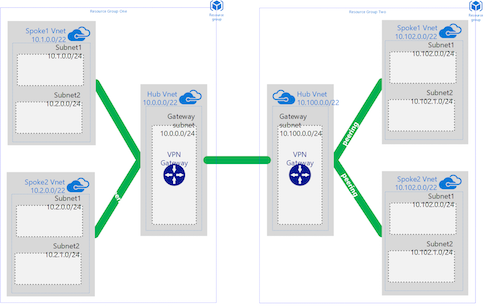 Resource Group One
Resource
group
Spoke1 Vnet
10.1.0.0/22
Subnet1
10.1.0.0/24
Subnet2
10.2.0.0/24
Spoke2 Vnet
10.2.0.0/22
Subnet1
10.2.0.0/24
Subnet2
10.2.1.0/24
Hub Vnet
10.0.0.0/22
Gateway
subnet
10.0.0.0/24
VPN
Gateway
Resource Group Two
Resource
group
Hub Vnet
10.100.0.0/22
Gateway
subnet
10.100.0.0/24
VPN
Gateway
peering
peering
Spoke1 Vnet
10.102.0.0/22
Subnet1
10.102.0.0/24
Subnet2
10.102.1.0/24
Spoke2 Vnet
10.102.0.0/22
Subnet1
10.102.0.0/24
Subnet2
10.102.1.0/24